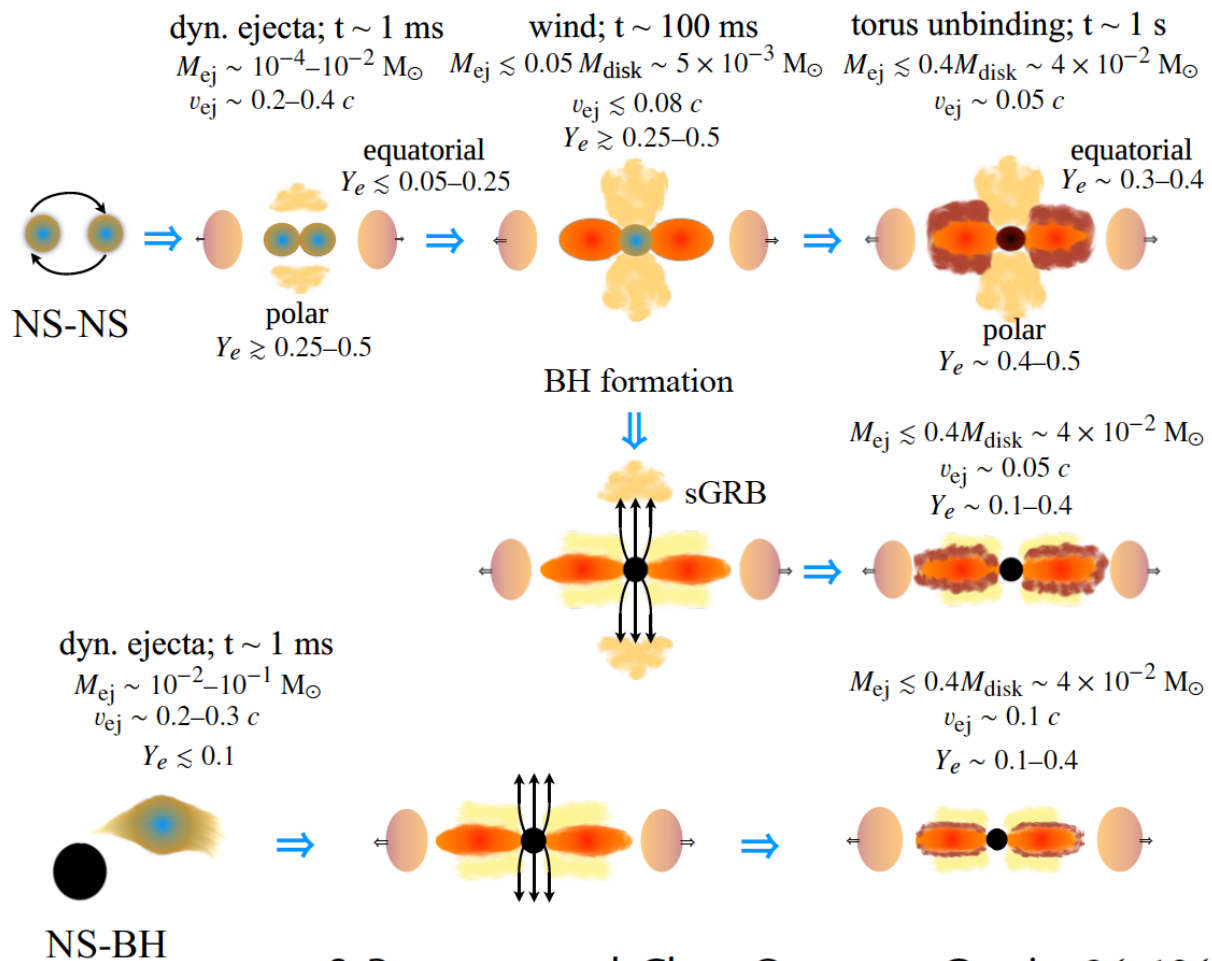 dyn. ejecta; t ~ 1 ms
M_ej ~ 10⁻⁴–10⁻² M☉
v_ej ~ 0.2–0.4 c
wind; t ~ 100 ms
M_ej ≲ 0.05 M_disk ~ 5 × 10⁻³ M☉
v_ej ≲ 0.08 c
Y_e ≳ 0.25–0.5
torus unbinding; t ~ 1 s
M_ej ≲ 0.4M_disk ~ 4 × 10⁻² M☉
v_ej ~ 0.05 c
equatorial
Y_e ≲ 0.05–0.25
equatorial
Y_e ~ 0.3–0.4
NS-NS
polar
Y_e ≳ 0.25–0.5
polar
Y_e ~ 0.4–0.5
BH formation
sGRB
M_ej ≲ 0.4M_disk ~ 4 × 10⁻² M☉
v_ej ~ 0.05 c
Y_e ~ 0.1–0.4
dyn. ejecta; t ~ 1 ms
M_ej ~ 10⁻²–10⁻¹ M☉
v_ej ~ 0.2–0.3 c
Y_e ≲ 0.1
M_ej ≲ 0.4M_disk ~ 4 × 10⁻² M☉
v_ej ~ 0.1 c
Y_e ~ 0.1–0.4
NS-BH